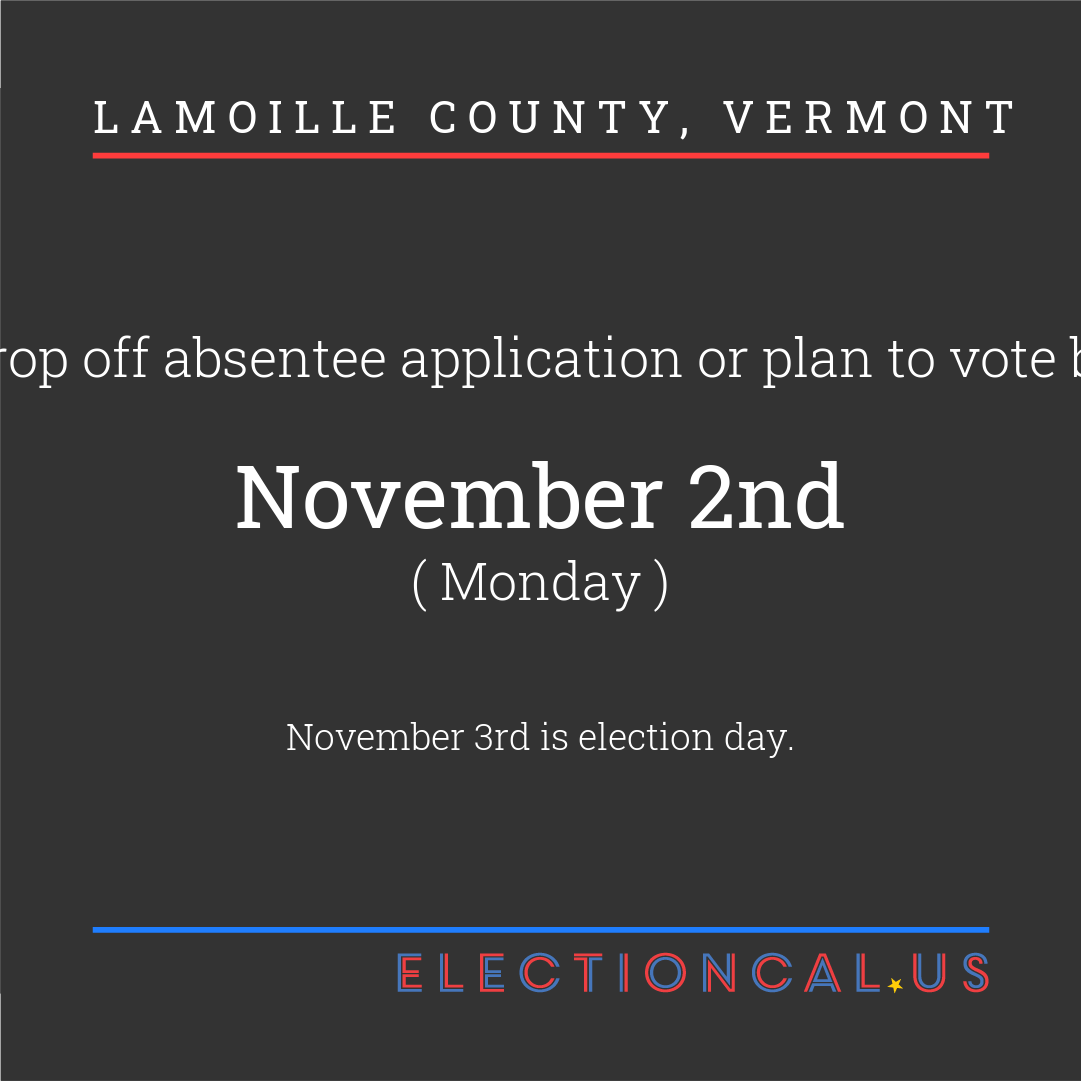 LAMOILLE COUNTY, VERMONT
rop off absentee application or plan to vote b
November 2nd
( Monday )
November 3rd is election day.
ELECTIONCAL.US